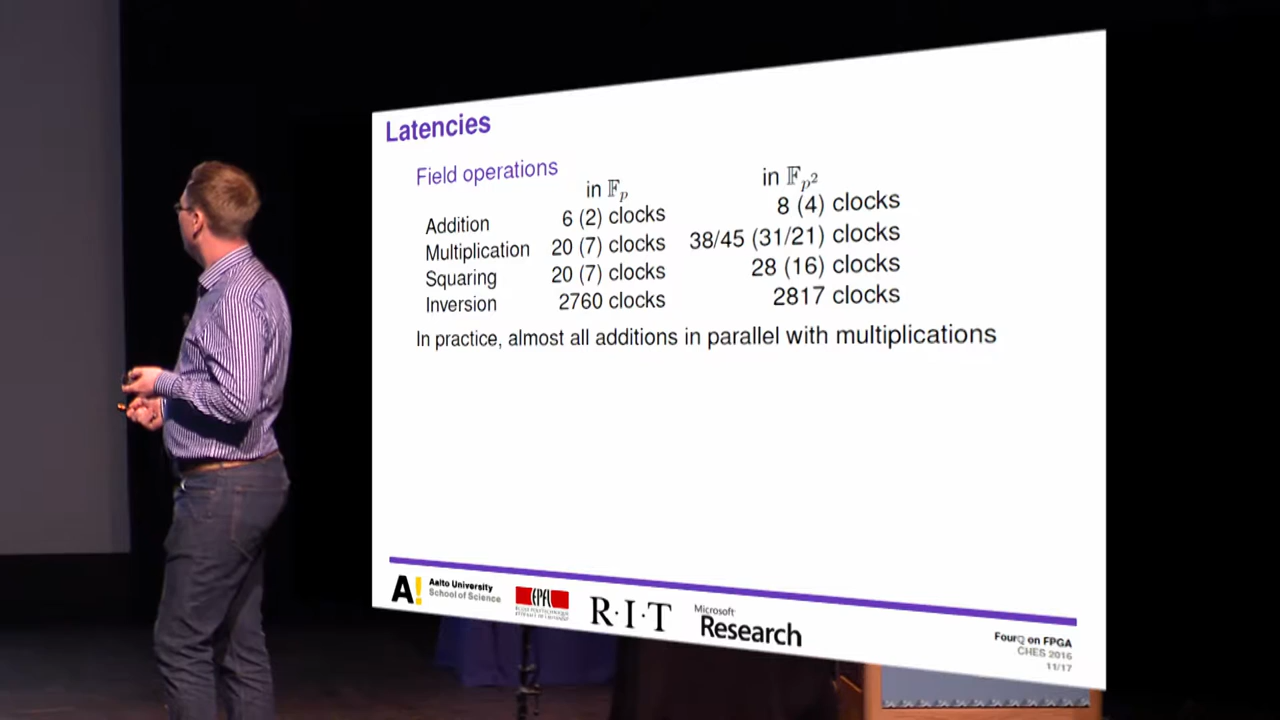 Latencies
Field operations
in 𝔽p in 𝔽p²
Addition 6 (2) clocks 8 (4) clocks
Multiplication 20 (7) clocks 38/45 (31/21) clocks
Squaring 20 (7) clocks 28 (16) clocks
Inversion 2760 clocks 2817 clocks
In practice, almost all additions in parallel with multiplications
A! Aalto University
School of Science
EPFL
R·I·T
Microsoft
Research
FourQ on FPGA
CHES 2016
11/17